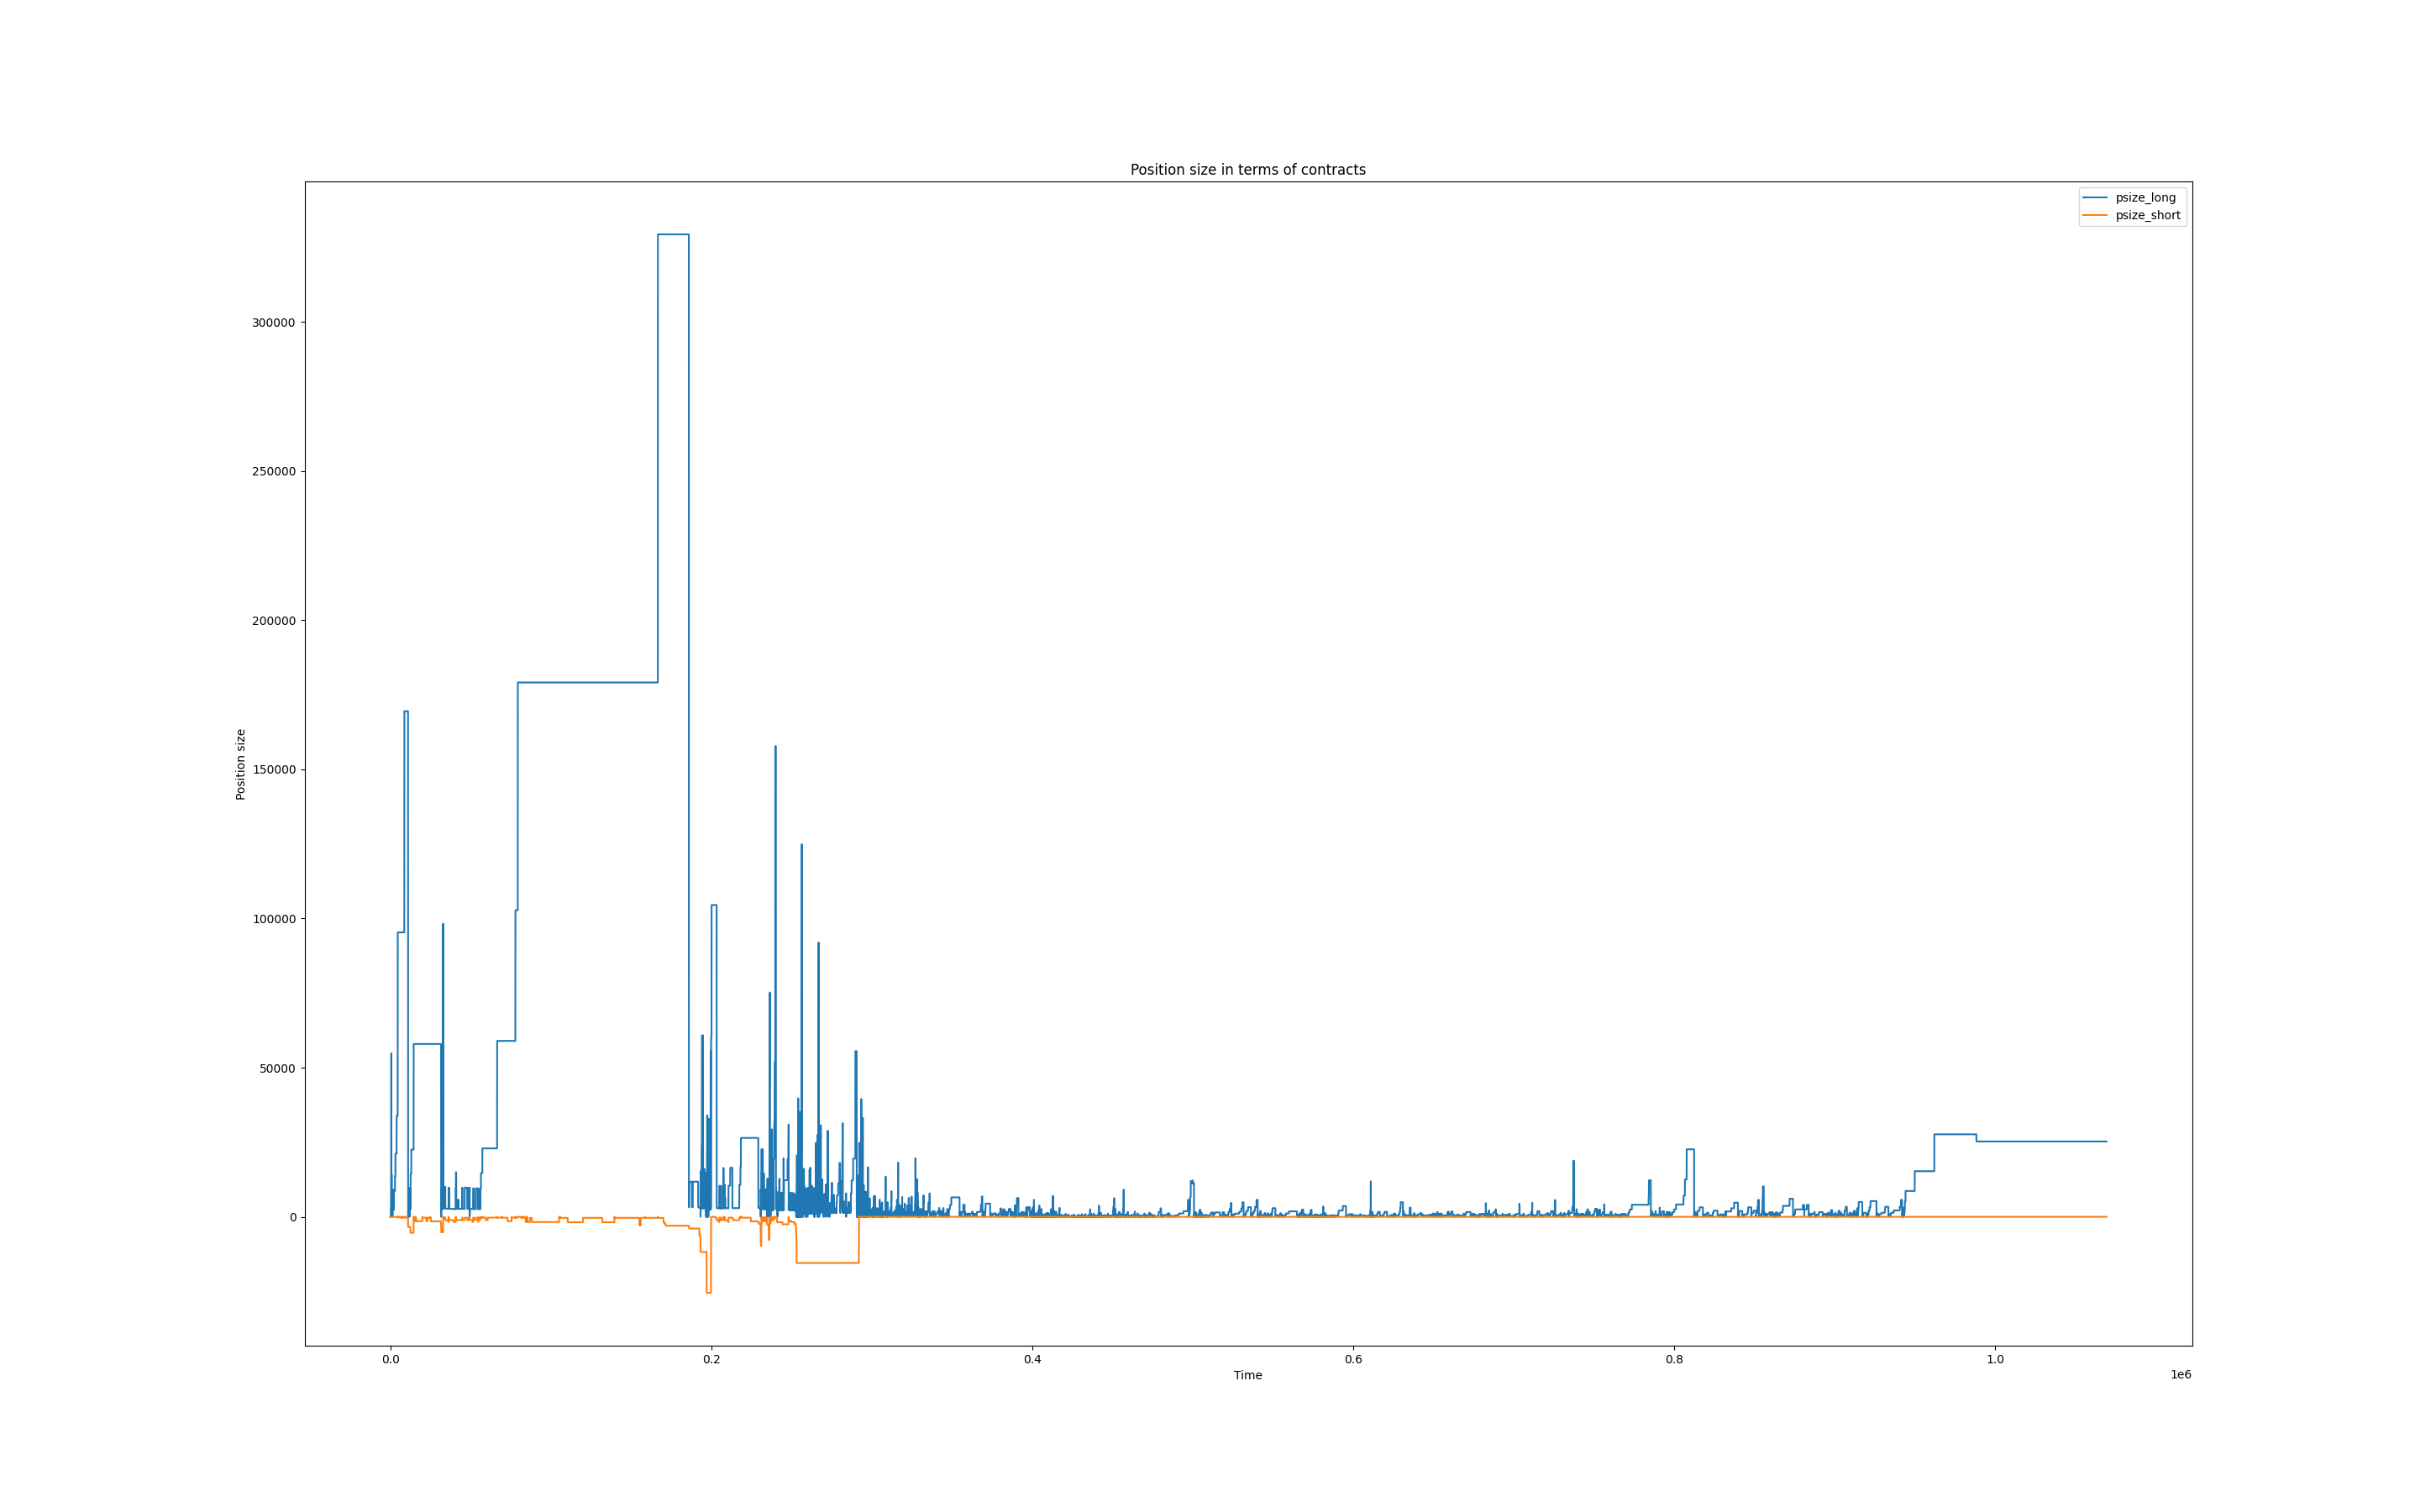 Position size in terms of contracts
psize_long
psize_short
Position size
300000
250000
200000
150000
100000
50000
0
0.0
0.2
0.4
0.6
0.8
1.0
Time
1e6